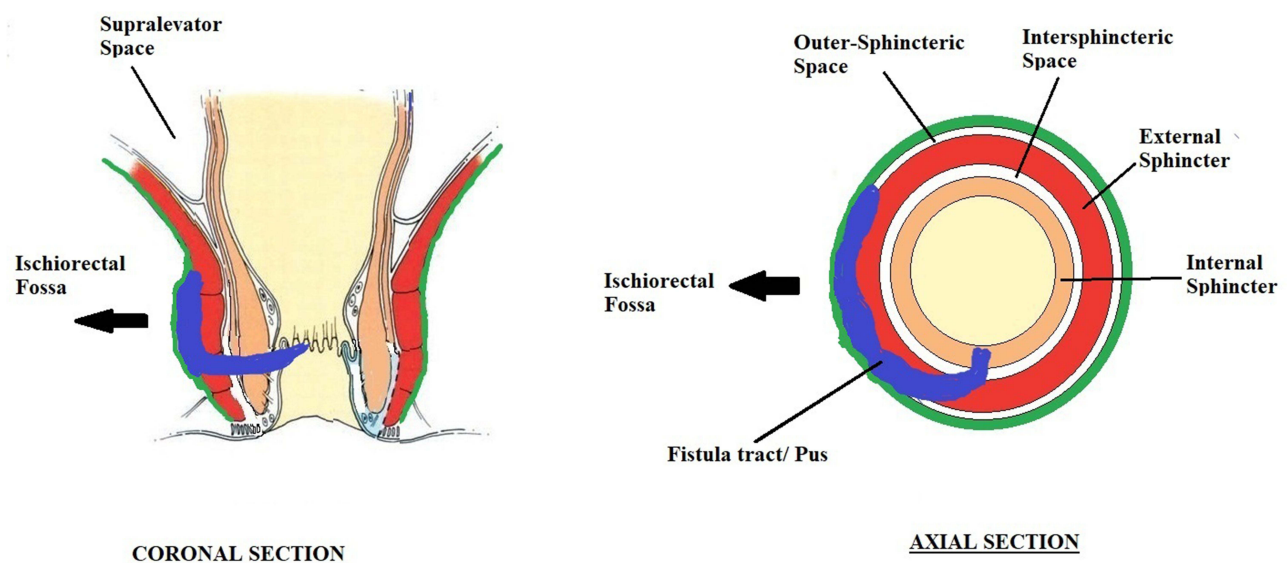 Supralevator
Space
Ischiorectal
Fossa
CORONAL SECTION
Outer-Sphincteric
Space
Intersphincteric
Space
External
Sphincter
Internal
Sphincter
Ischiorectal
Fossa
Fistula tract/ Pus
AXIAL SECTION